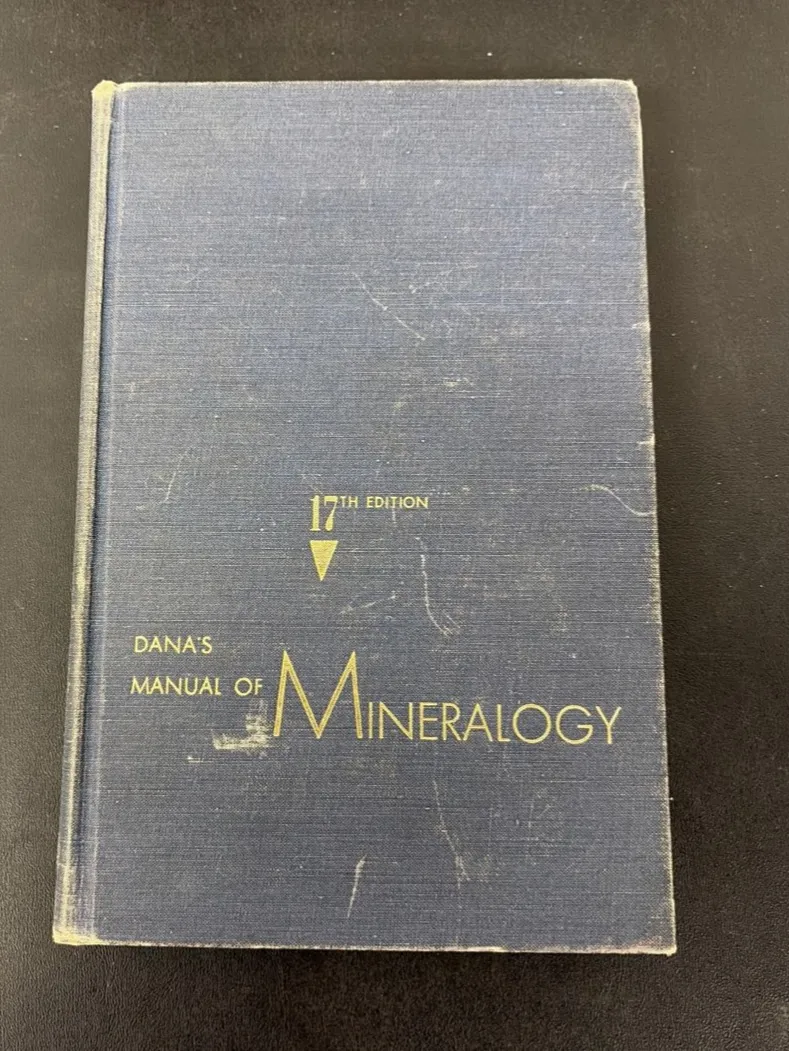 17TH EDITION
DANA'S
MANUAL OF MINERALOGY